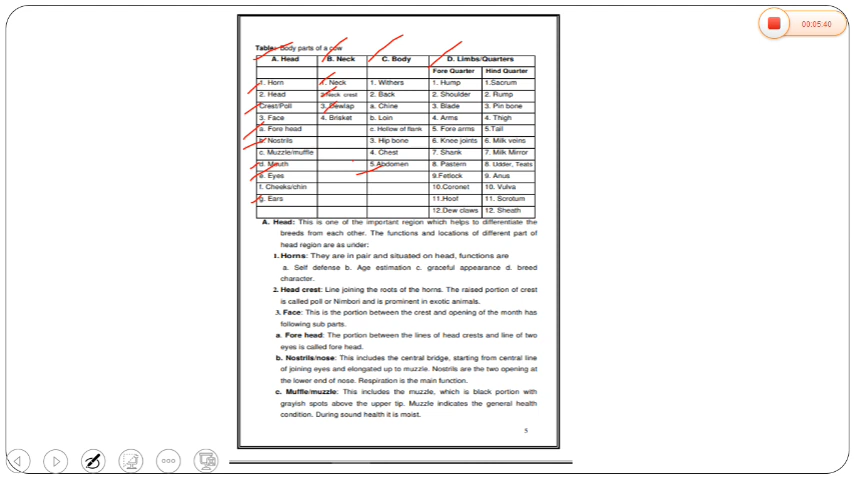 00:05:40
Table: Body parts of a cow
A. Head B. Neck C. Body D. Limbs/Quarters
Fore Quarter Hind Quarter
1. Horn 1. Neck 1. Withers 1. Hump 1.Sacrum
2. Head 2.Neck crest 2. Back 2. Shoulder 2. Rump
Crest/Poll 3. Dewlap a. Chine 3. Blade 3. Pin bone
3. Face 4. Brisket b. Loin 4. Arms 4. Thigh
a. Fore head c. Hollow of flank 5. Fore arms 5.Tail
b. Nostrils 3. Hip bone 6. Knee joints 6. Milk veins
c. Muzzle/muffle 4. Chest 7. Shank 7. Milk Mirror
d. Mouth 5.Abdomen 8. Pastern 8. Udder, Teats
e. Eyes 9.Fetlock 9. Anus
f. Cheeks/chin 10.Coronet 10. Vulva
g. Ears 11.Hoof 11. Scrotum
12.Dew claws 12. Sheath
A. Head: This is one of the important region which helps to differentiate the
breeds from each other. The functions and locations of different part of
head region are as under:
1. Horns: They are in pair and situated on head, functions are
a. Self defense b. Age estimation c. graceful appearance d. breed
character.
2. Head crest: Line joining the roots of the horns. The raised portion of crest
is called poll or Nimbori and is prominent in exotic animals.
3. Face: This is the portion between the crest and opening of the month has
following sub parts.
a. Fore head: The portion between the lines of head crests and line of two
eyes is called fore head.
b. Nostrils/nose: This includes the central bridge, starting from central line
of joining eyes and elongated up to muzzle. Nostrils are the two opening at
the lower end of nose. Respiration is the main function.
c. Muffle/muzzle: This includes the muzzle, which is black portion with
grayish spots above the upper tip. Muzzle indicates the general health
condition. During sound health it is moist.
5